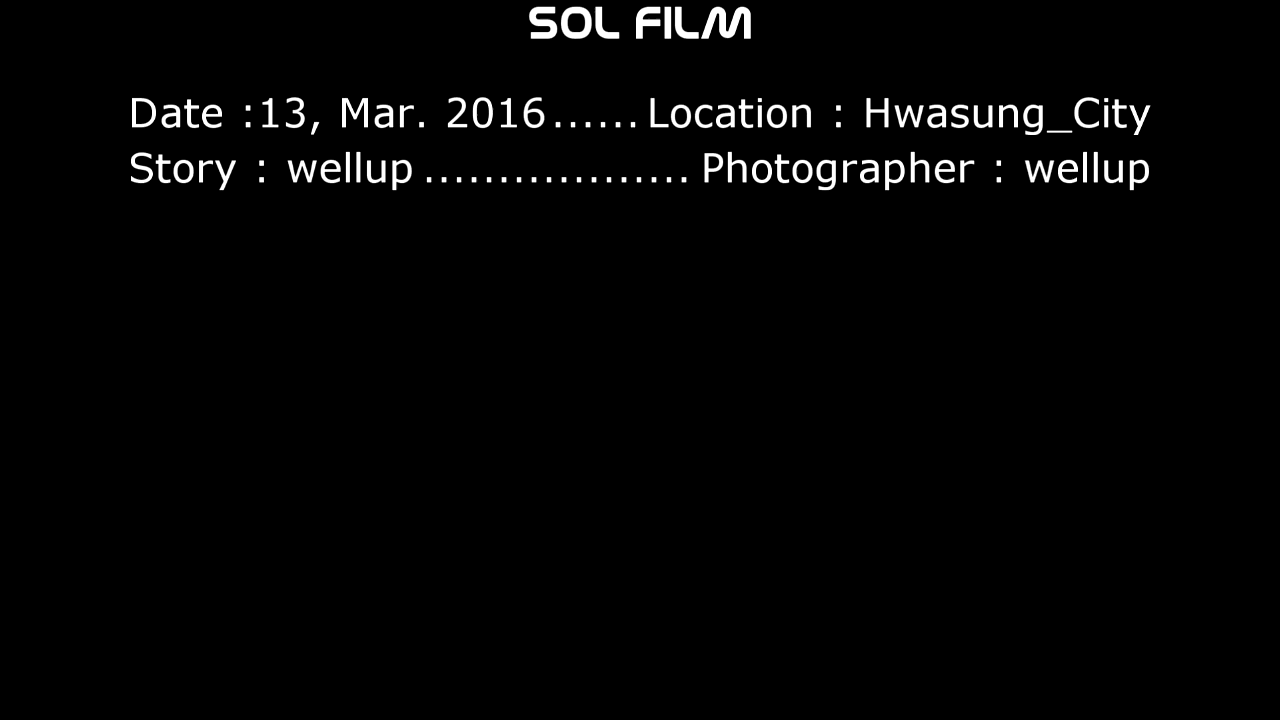 SOL FILM
Date :13, Mar. 2016......Location : Hwasung_City
Story : wellup .................. Photographer : wellup